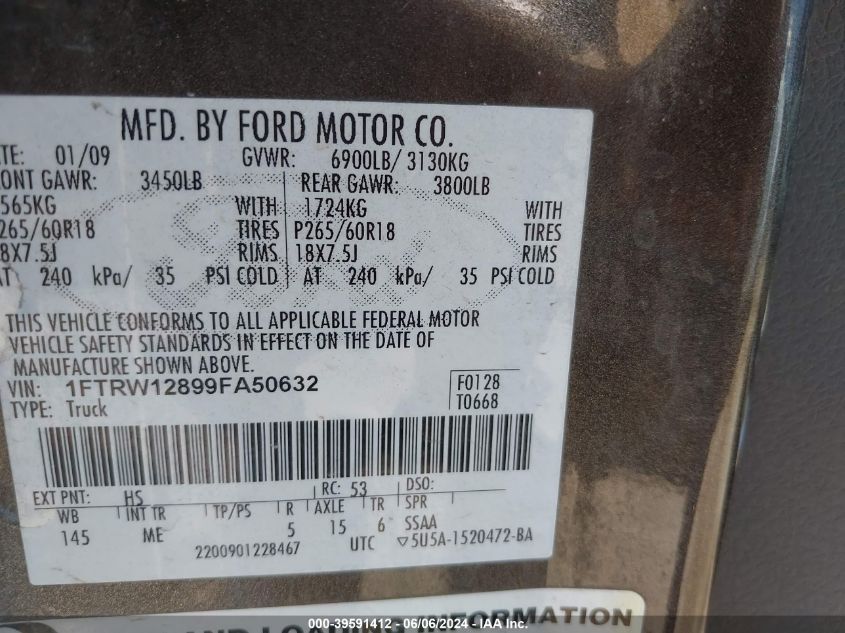 MFD. BY FORD MOTOR CO.
ATE: 01/09 GVWR: 6900LB/ 3130KG
ONT GAWR: 3450LB REAR GAWR: 3800LB
565KG WITH 1724KG WITH
265/60R18 TIRES P265/60R18 TIRES
8X7.5J RIMS 18X7.5J RIMS
AT 240 kPa/ 35 PSI COLD AT 240 kPa/ 35 PSI COLD
THIS VEHICLE CONFORMS TO ALL APPLICABLE FEDERAL MOTOR
VEHICLE SAFETY STANDARDS IN EFFECT ON THE DATE OF
MANUFACTURE SHOWN ABOVE.
VIN: 1FTRW12899FA50632 F0128
TYPE: Truck T0668
EXT PNT: HS RC: 53 DSO:
WB INT TR TP/PS R AXLE TR SPR
145 ME 5 15 6 SSAA
2200901228467 UTC ▽5U5A-1520472-BA
AND LOADING INFORMATION
000-39591412 - 06/06/2024 - IAA Inc.